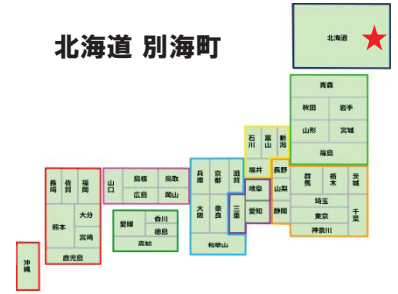 北海道 別海町
北海道
青森
秋田 岩手
山形 宮城
福島
石川 富山 新潟
福井 長野
岐阜 山梨
愛知 静岡
群馬 栃木 茨城
埼玉
東京 千葉
神奈川
兵庫 京都 滋賀
大阪 奈良 三重
和歌山
山口 島根 鳥取
広島 岡山
愛媛 香川
徳島
高知
長崎 佐賀 福岡
熊本 大分
宮崎
鹿児島
沖縄